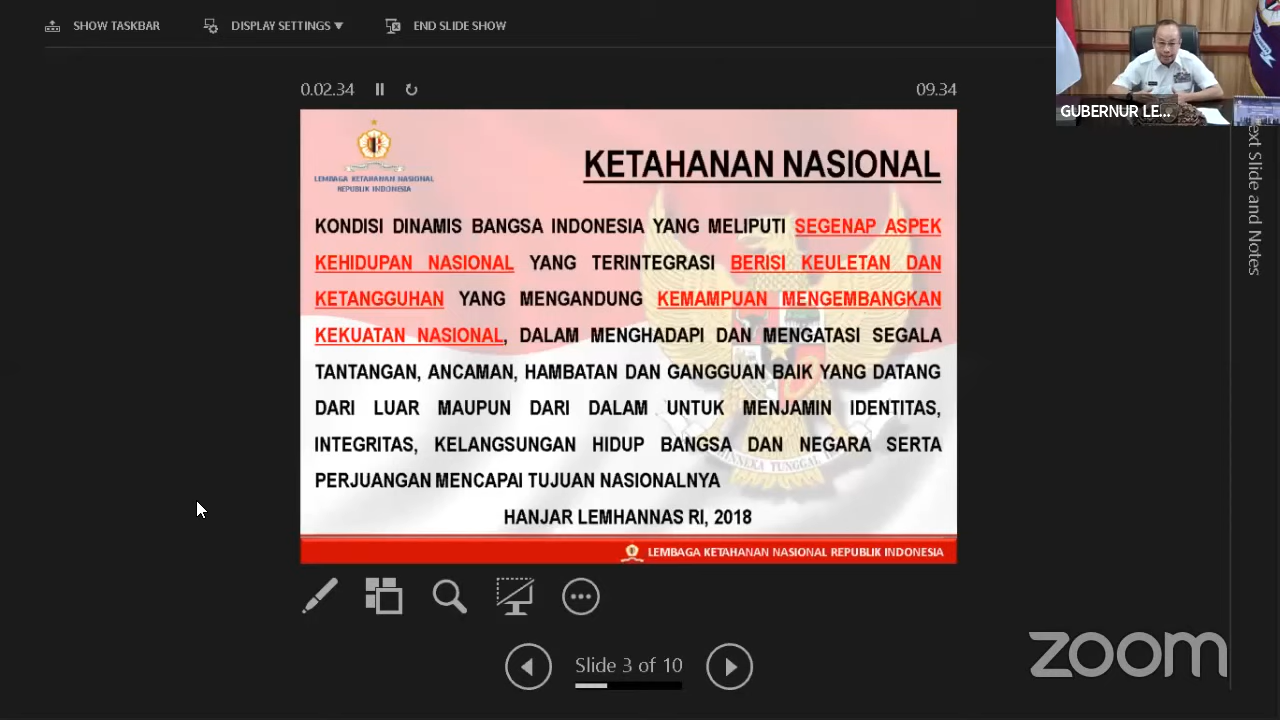 SHOW TASKBAR
DISPLAY SETTINGS
END SLIDE SHOW
GUBERNUR LE...
0.02.34
09.34
ext Slide and Notes
LEMBAGA KETAHANAN NASIONAL
REPUBLIK INDONESIA
KETAHANAN NASIONAL
KONDISI DINAMIS BANGSA INDONESIA YANG MELIPUTI SEGENAP ASPEK
KEHIDUPAN NASIONAL YANG TERINTEGRASI BERISI KEULETAN DAN
KETANGGUHAN YANG MENGANDUNG KEMAMPUAN MENGEMBANGKAN
KEKUATAN NASIONAL, DALAM MENGHADAPI DAN MENGATASI SEGALA
TANTANGAN, ANCAMAN, HAMBATAN DAN GANGGUAN BAIK YANG DATANG
DARI LUAR MAUPUN DARI DALAM UNTUK MENJAMIN IDENTITAS,
INTEGRITAS, KELANGSUNGAN HIDUP BANGSA DAN NEGARA SERTA
PERJUANGAN MENCAPAI TUJUAN NASIONALNYA
HANJAR LEMHANNAS RI, 2018
LEMBAGA KETAHANAN NASIONAL REPUBLIK INDONESIA
Slide 3 of 10
zoom